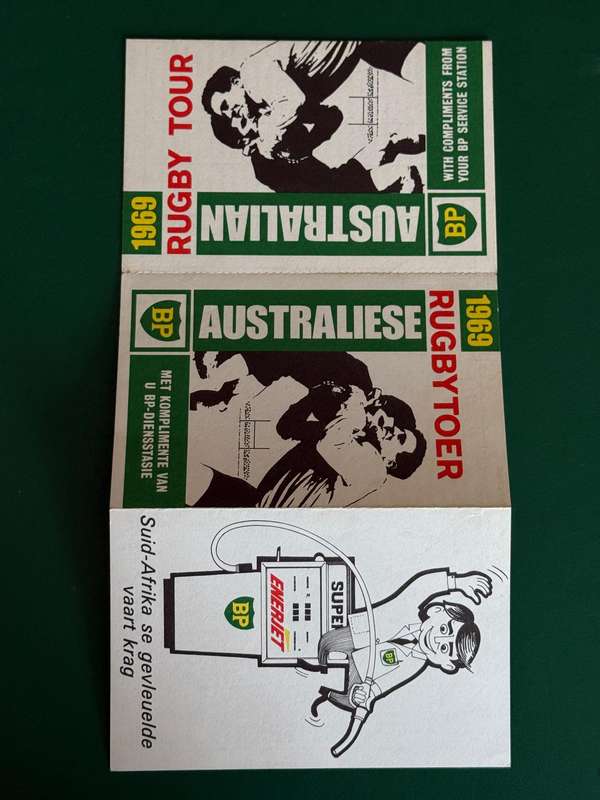 1969
RUGBY TOUR
AUSTRALIAN
BP
WITH COMPLIMENTS FROM
YOUR BP SERVICE STATION
1969
RUGBYTOER
AUSTRALIESE
BP
MET KOMPLIMENTE VAN
U BP-DIENSSTASIE
SUPER
ENERJET
BP
BP
Suid-Afrika se gevleuelde
vaart krag